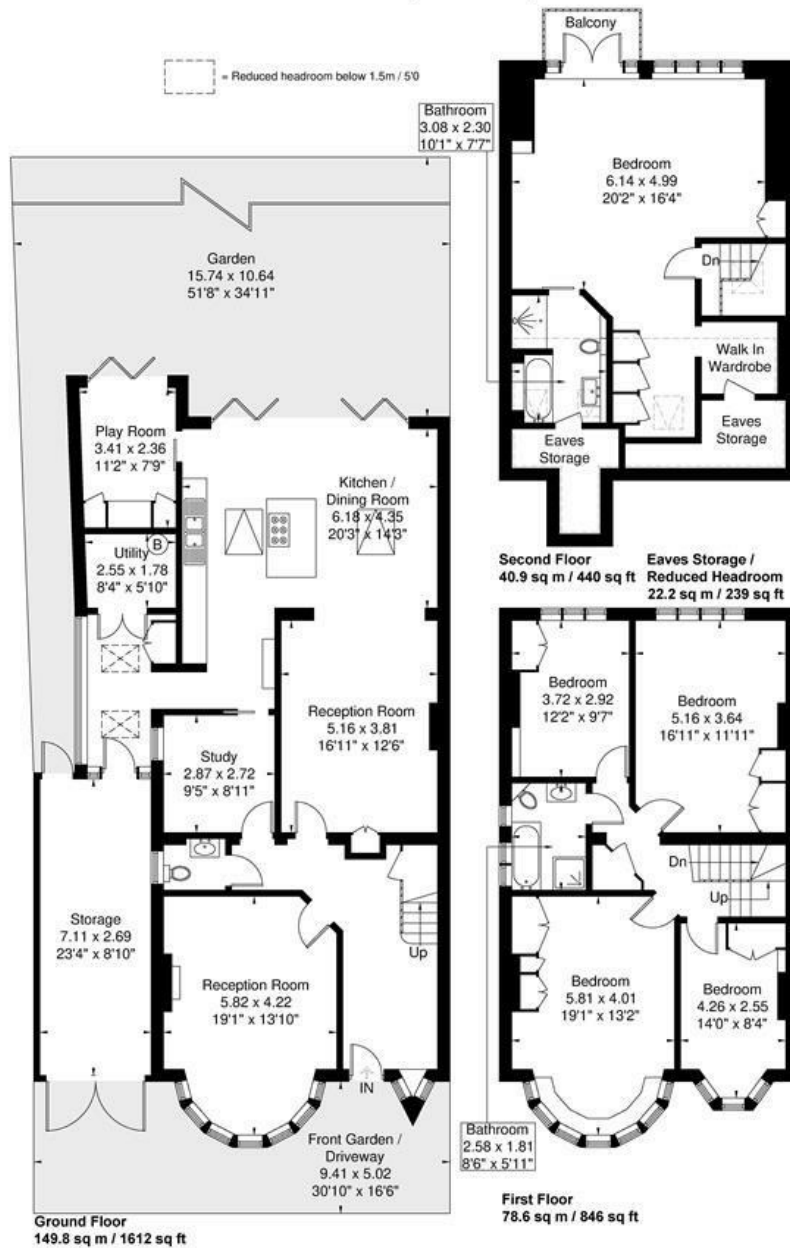 = Reduced headroom below 1.5m / 5'0
Balcony
Bathroom
3.08 x 2.30
10'1" x 7'7"
Bedroom
6.14 x 4.99
20'2" x 16'4"
Dn
Walk In
Wardrobe
Eaves
Storage
Eaves
Storage
Second Floor
40.9 sq m / 440 sq ft
Eaves Storage /
Reduced Headroom
22.2 sq m / 239 sq ft
Garden
15.74 x 10.64
51'8" x 34'11"
Play Room
3.41 x 2.36
11'2" x 7'9"
Kitchen /
Dining Room
6.18 x 4.35
20'3" x 14'3"
B
Utility
2.55 x 1.78
8'4" x 5'10"
Reception Room
5.16 x 3.81
16'11" x 12'6"
Study
2.87 x 2.72
9'5" x 8'11"
Storage
7.11 x 2.69
23'4" x 8'10"
Up
Reception Room
5.82 x 4.22
19'1" x 13'10"
IN
Front Garden /
Driveway
9.41 x 5.02
30'10" x 16'6"
Ground Floor
149.8 sq m / 1612 sq ft
Bedroom
3.72 x 2.92
12'2" x 9'7"
Bedroom
5.16 x 3.64
16'11" x 11'11"
Dn
Up
Bedroom
5.81 x 4.01
19'1" x 13'2"
Bedroom
4.26 x 2.55
14'0" x 8'4"
Bathroom
2.58 x 1.81
8'6" x 5'11"
First Floor
78.6 sq m / 846 sq ft